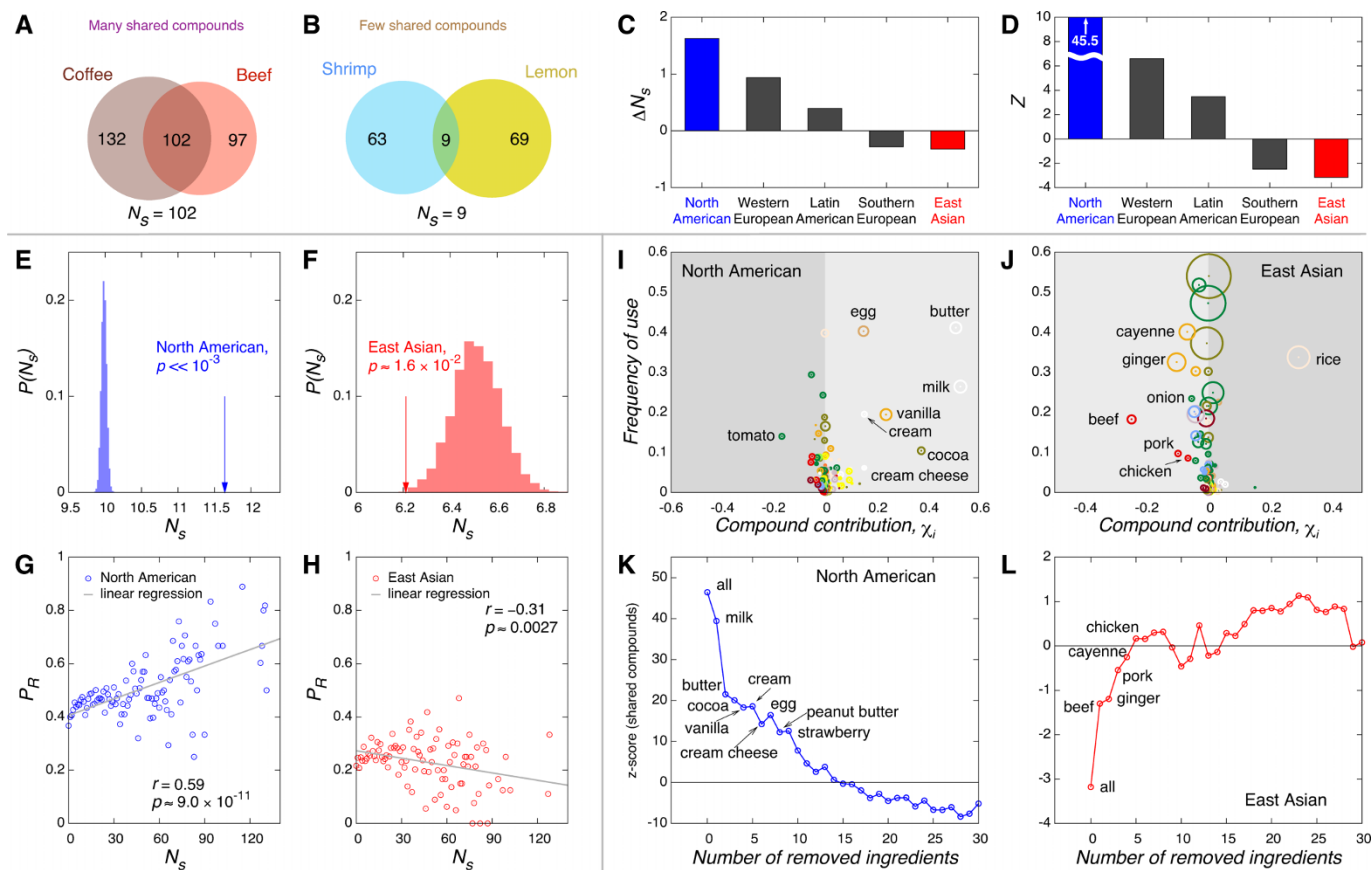 A
Many shared compounds
Coffee
Beef
132
102
97
Ns = 102
B
Few shared compounds
Shrimp
Lemon
63
9
69
Ns = 9
C
ΔNs
2
1
0
-1
North American
Western European
Latin American
Southern European
East Asian
D
Z
10
8
6
4
2
0
-2
-4
45.5
North American
Western European
Latin American
Southern European
East Asian
E
P(Ns)
0.2
0.1
0
North American,
p << 10-3
9.5 10 10.5 11 11.5 12
Ns
F
P(Ns)
0.2
0.1
0
East Asian,
p ≈ 1.6 × 10-2
6 6.2 6.4 6.6 6.8
Ns
G
PR
1
0.8
0.6
0.4
0.2
0
North American
linear regression
r = 0.59
p ≈ 9.0 × 10-11
0 30 60 90 120
Ns
H
PR
1
0.8
0.6
0.4
0.2
0
East Asian
linear regression
r = −0.31
p ≈ 0.0027
0 30 60 90 120
Ns
I
Frequency of use
0.6
0.5
0.4
0.3
0.2
0.1
0
North American
egg
butter
milk
vanilla
cream
tomato
cocoa
cream cheese
-0.6 -0.4 -0.2 0 0.2 0.4 0.6
Compound contribution, χi
J
0.6
0.5
0.4
0.3
0.2
0.1
0
East Asian
cayenne
ginger
rice
onion
beef
pork
chicken
-0.4 -0.2 0 0.2 0.4
Compound contribution, χi
K
z-score (shared compounds)
50
40
30
20
10
0
-10
North American
all
milk
butter
cream
cocoa
egg
vanilla
peanut butter
strawberry
cream cheese
0 5 10 15 20 25 30
Number of removed ingredients
L
2
1
0
-1
-2
-3
-4
chicken
cayenne
pork
beef
ginger
all
East Asian
0 5 10 15 20 25 30
Number of removed ingredients